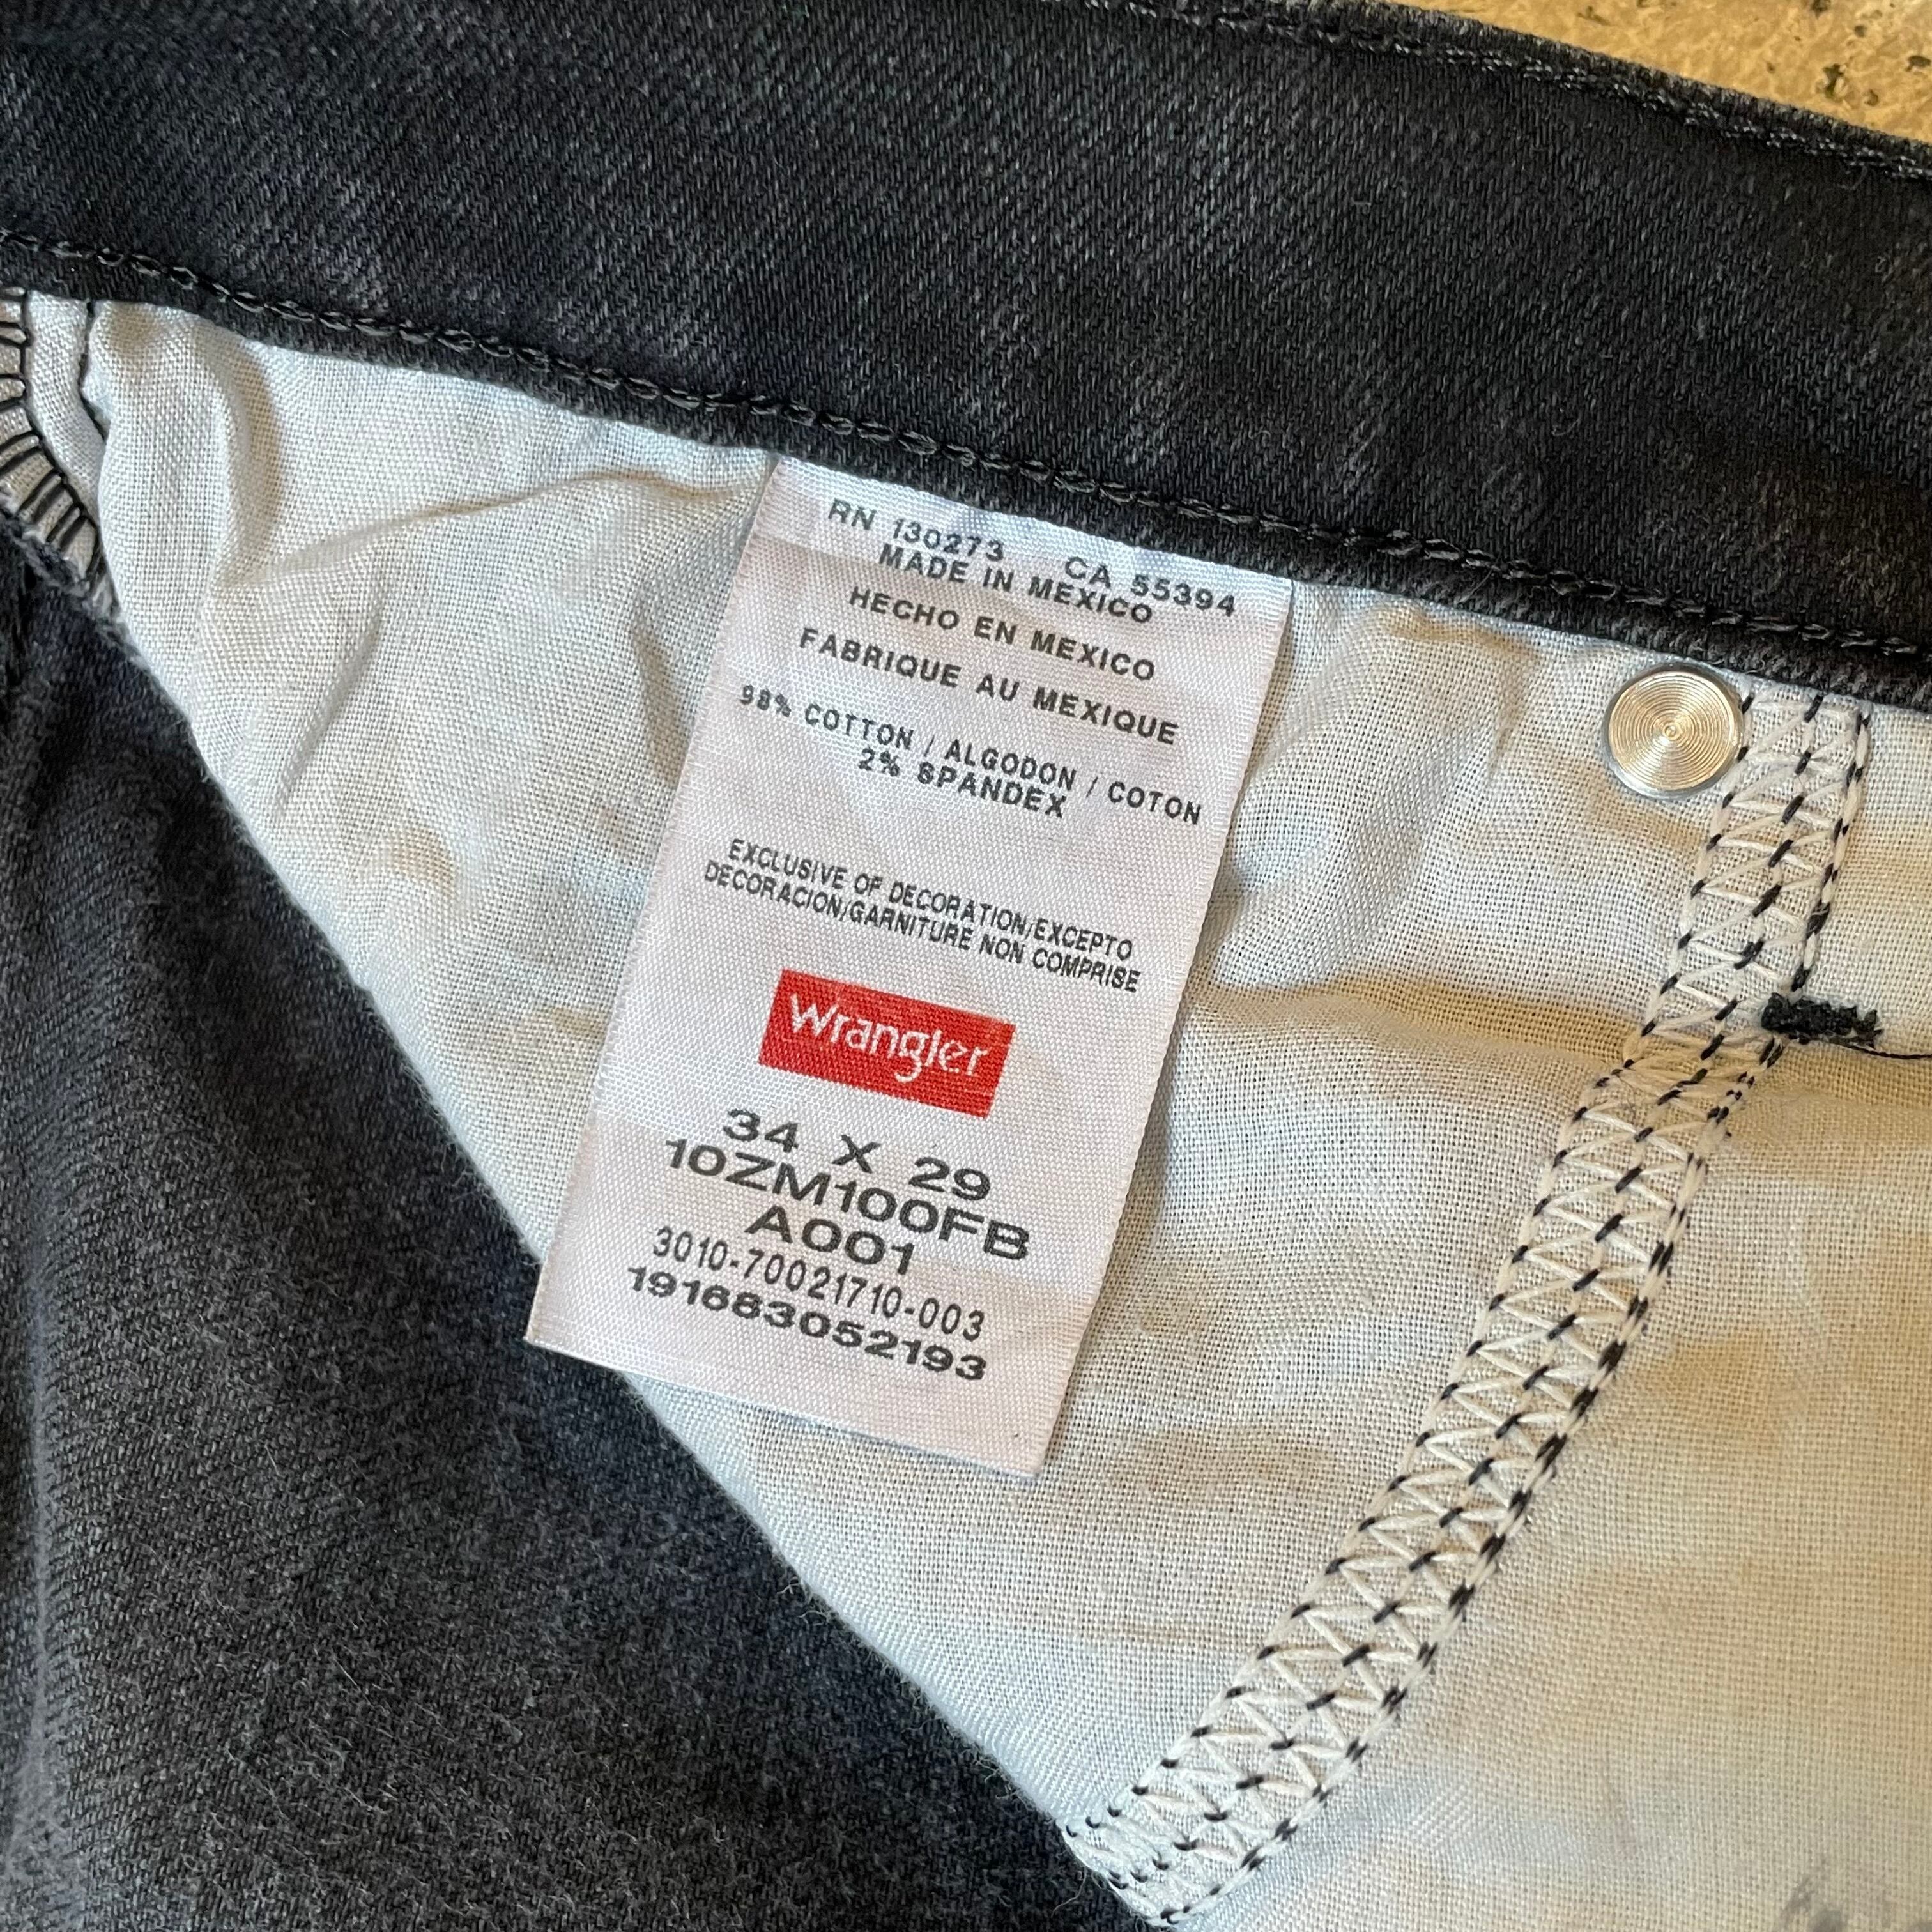 RN 130273 CA 55394
MADE IN MEXICO
HECHO EN MEXICO
FABRIQUE AU MEXIQUE
98% COTTON / ALGODON / COTON
2% SPANDEX
EXCLUSIVE OF DECORATION/EXCEPTO
DECORACION/GARNITURE NON COMPRISE
Wrangler
34 X 29
10ZM100FB
A001
3010-70021710-003
191683052193